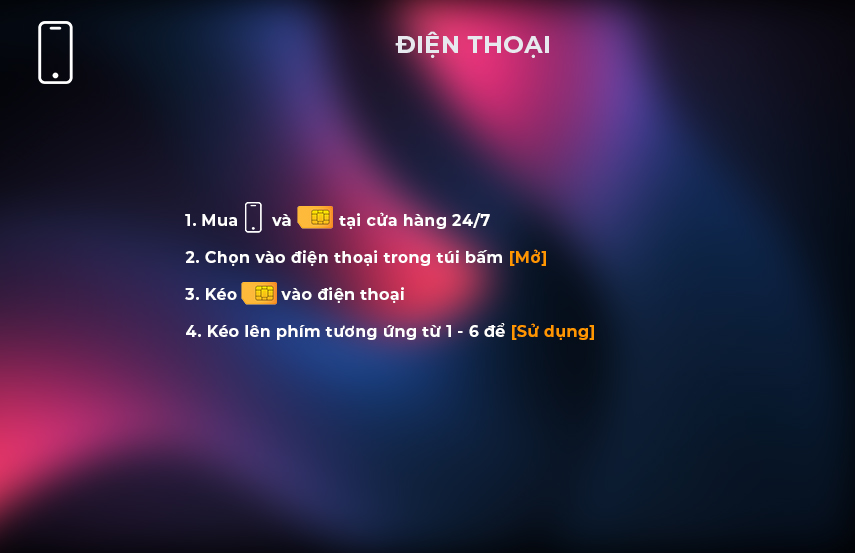 ĐIỆN THOẠI
1. Mua và tại cửa hàng 24/7
2. Chọn vào điện thoại trong túi bấm [Mở]
3. Kéo vào điện thoại
4. Kéo lên phím tương ứng từ 1 - 6 để [Sử dụng]